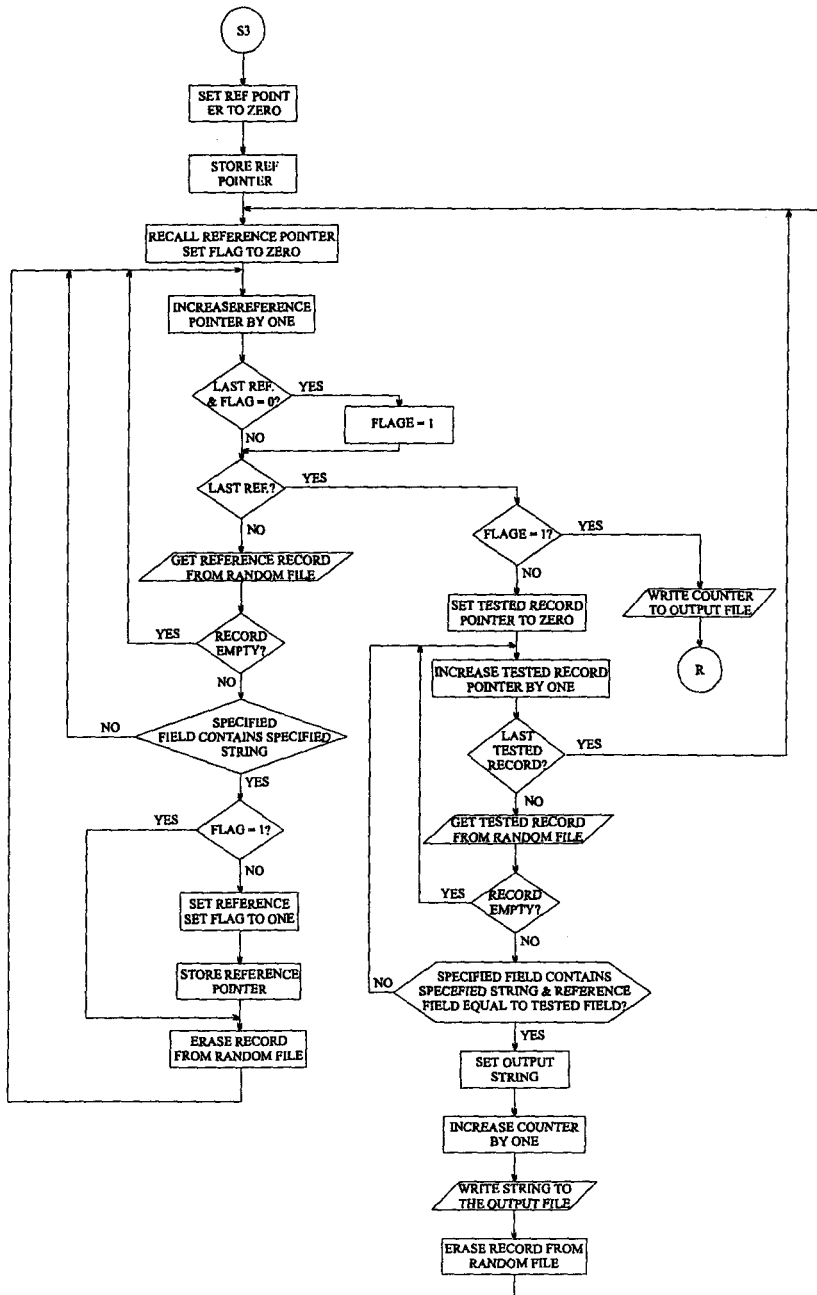 S3
SET REF POINT
ER TO ZERO
STORE REF
POINTER
RECALL REFERENCE POINTER
SET FLAG TO ZERO
INCREASEREFERENCE
POINTER BY ONE
LAST REF.
& FLAG = 0?
YES
FLAGE = 1
NO
LAST REF.?
YES
NO
GET REFERENCE RECORD
FROM RANDOM FILE
YES
RECORD
EMPTY?
NO
NO
SPECIFIED
FIELD CONTAINS SPECIFIED
STRING
YES
YES
FLAG = 1?
NO
SET REFERENCE
SET FLAG TO ONE
STORE REFERENCE
POINTER
ERASE RECORD
FROM RANDOM FILE
FLAGE = 1?
YES
NO
WRITE COUNTER
TO OUTPUT FILE
R
SET TESTED RECORD
POINTER TO ZERO
INCREASE TESTED RECORD
POINTER BY ONE
LAST
TESTED
RECORD?
YES
NO
GET TESTED RECORD
FROM RANDOM FILE
YES
RECORD
EMPTY?
NO
NO
SPECIFIED FIELD CONTAINS
SPECEFIED STRING & REFERENCE
FIELD EQUAL TO TESTED FIELD?
YES
SET OUTPUT
STRING
INCREASE COUNTER
BY ONE
WRITE STRING TO
THE OUTPUT FILE
ERASE RECORD FROM
RANDOM FILE